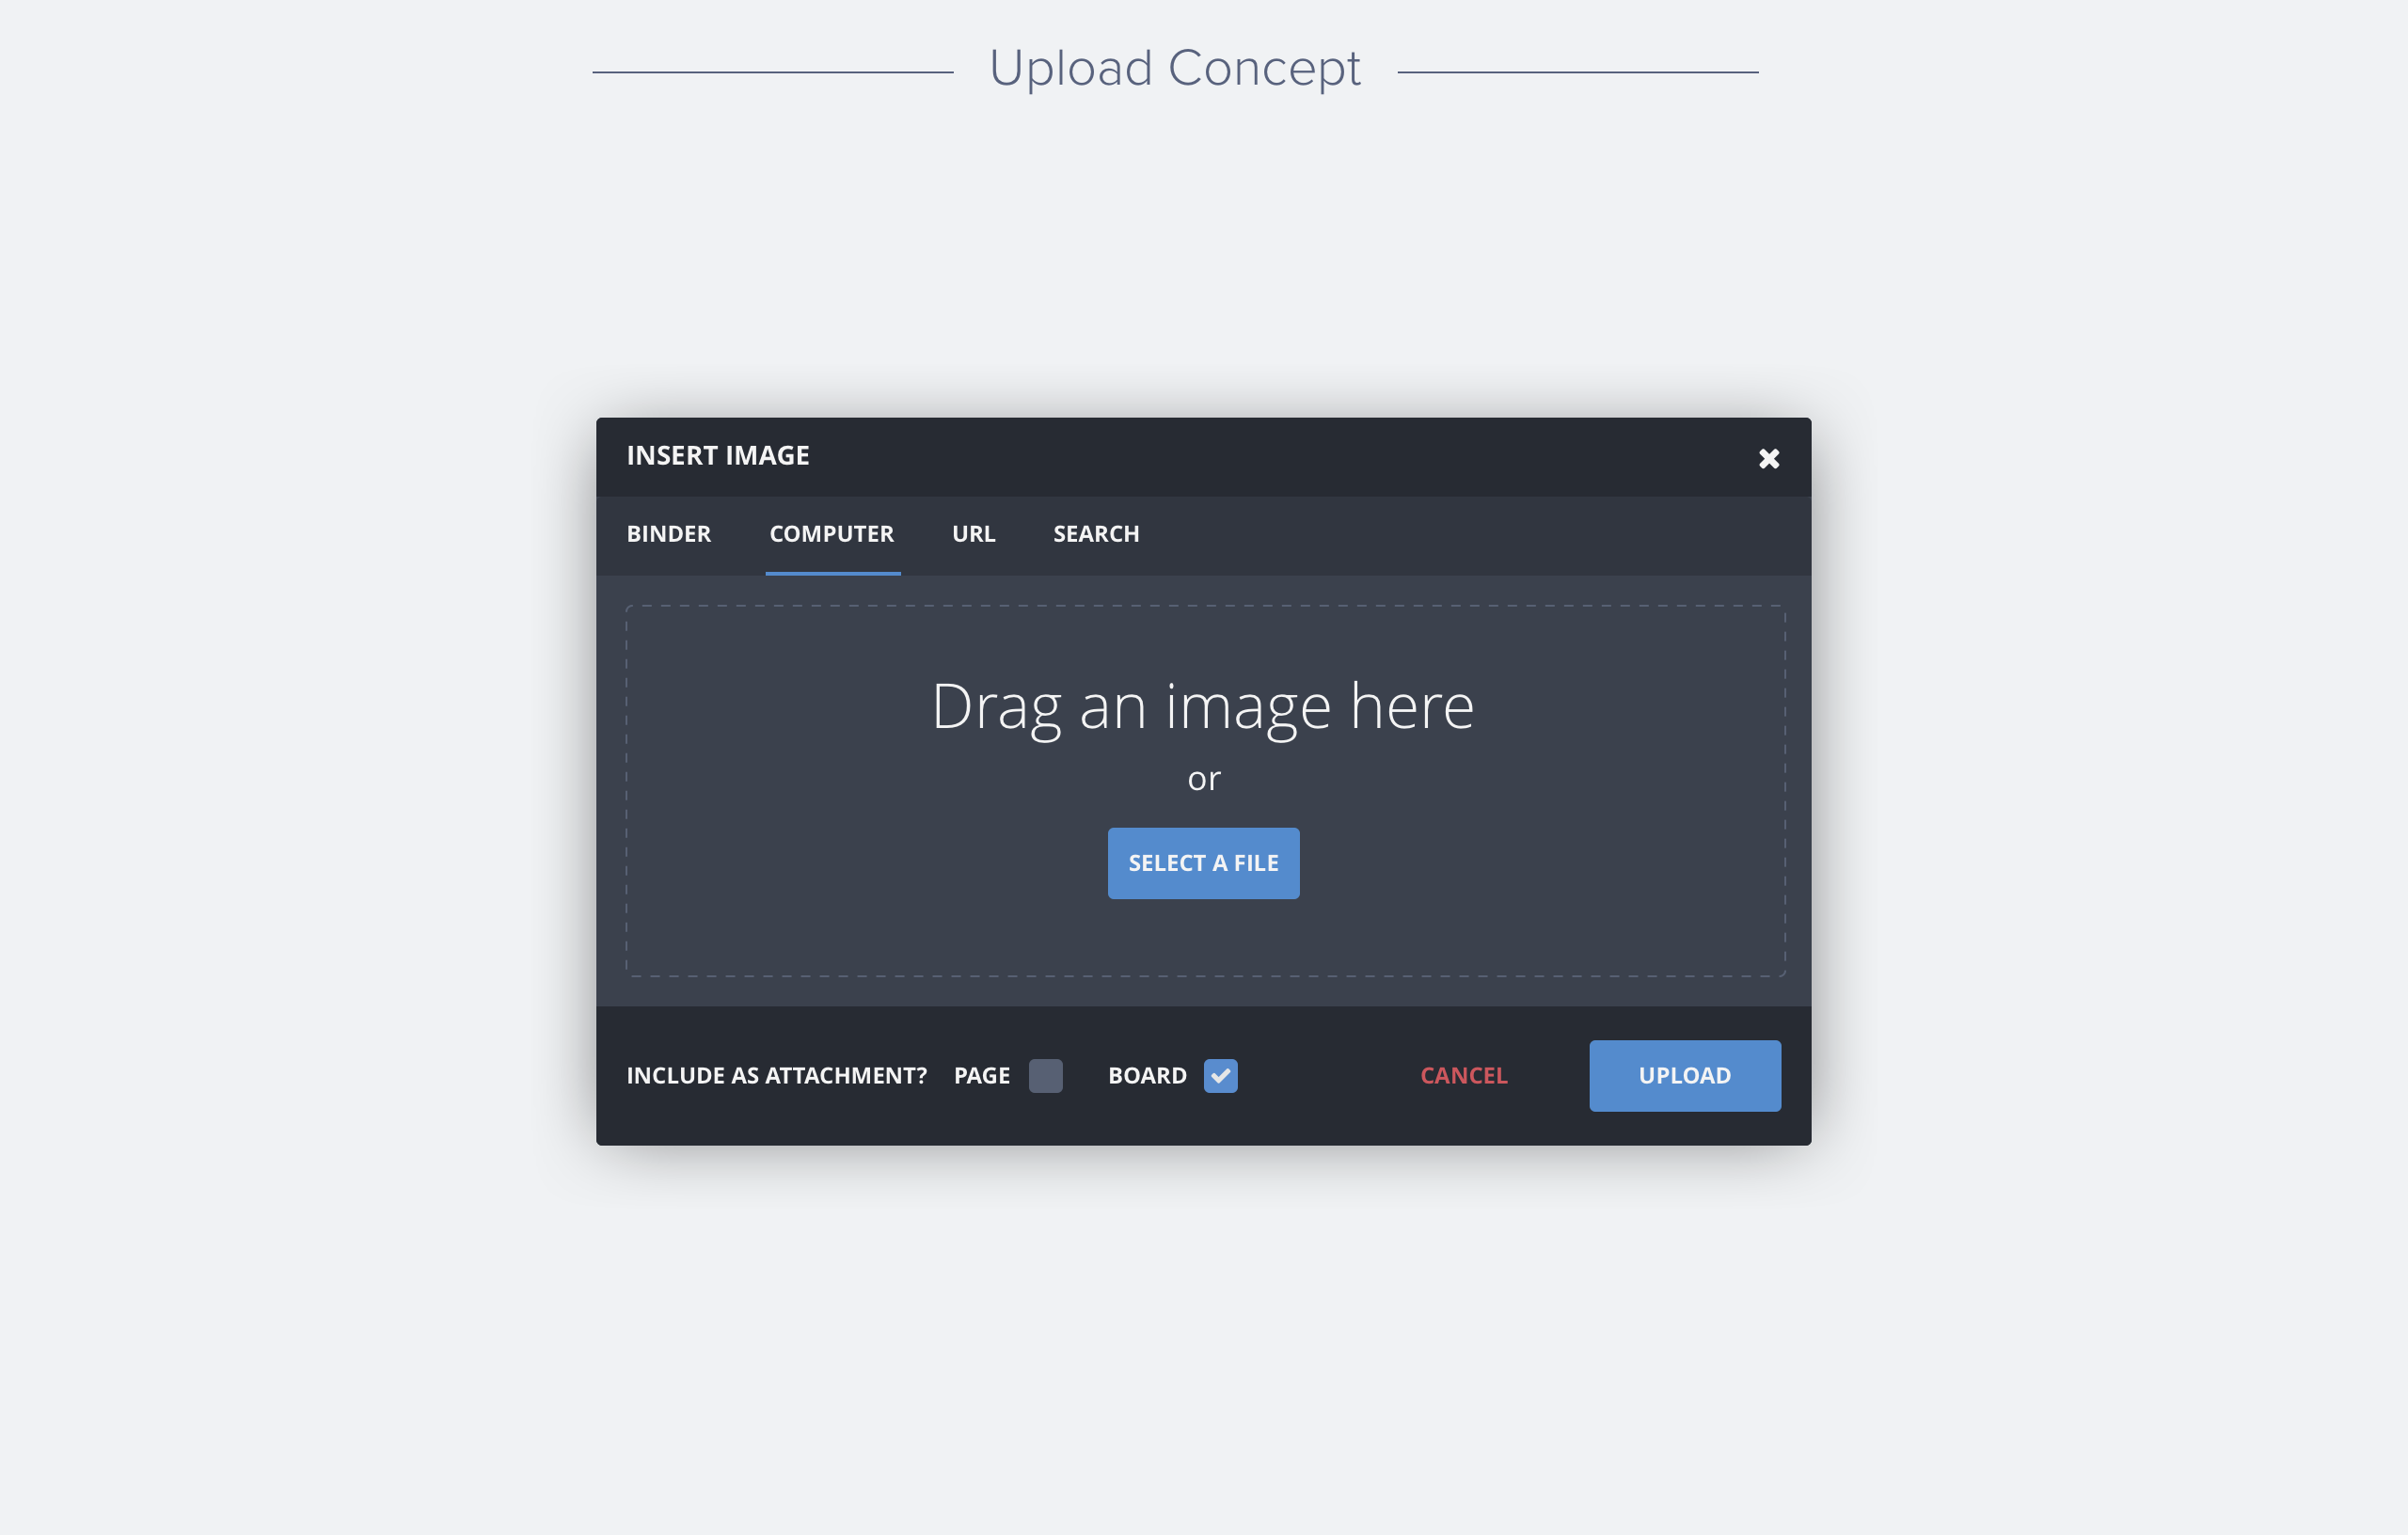 Upload Concept
INSERT IMAGE
BINDER COMPUTER URL SEARCH
Drag an image here
or
SELECT A FILE
INCLUDE AS ATTACHMENT? PAGE BOARD CANCEL UPLOAD